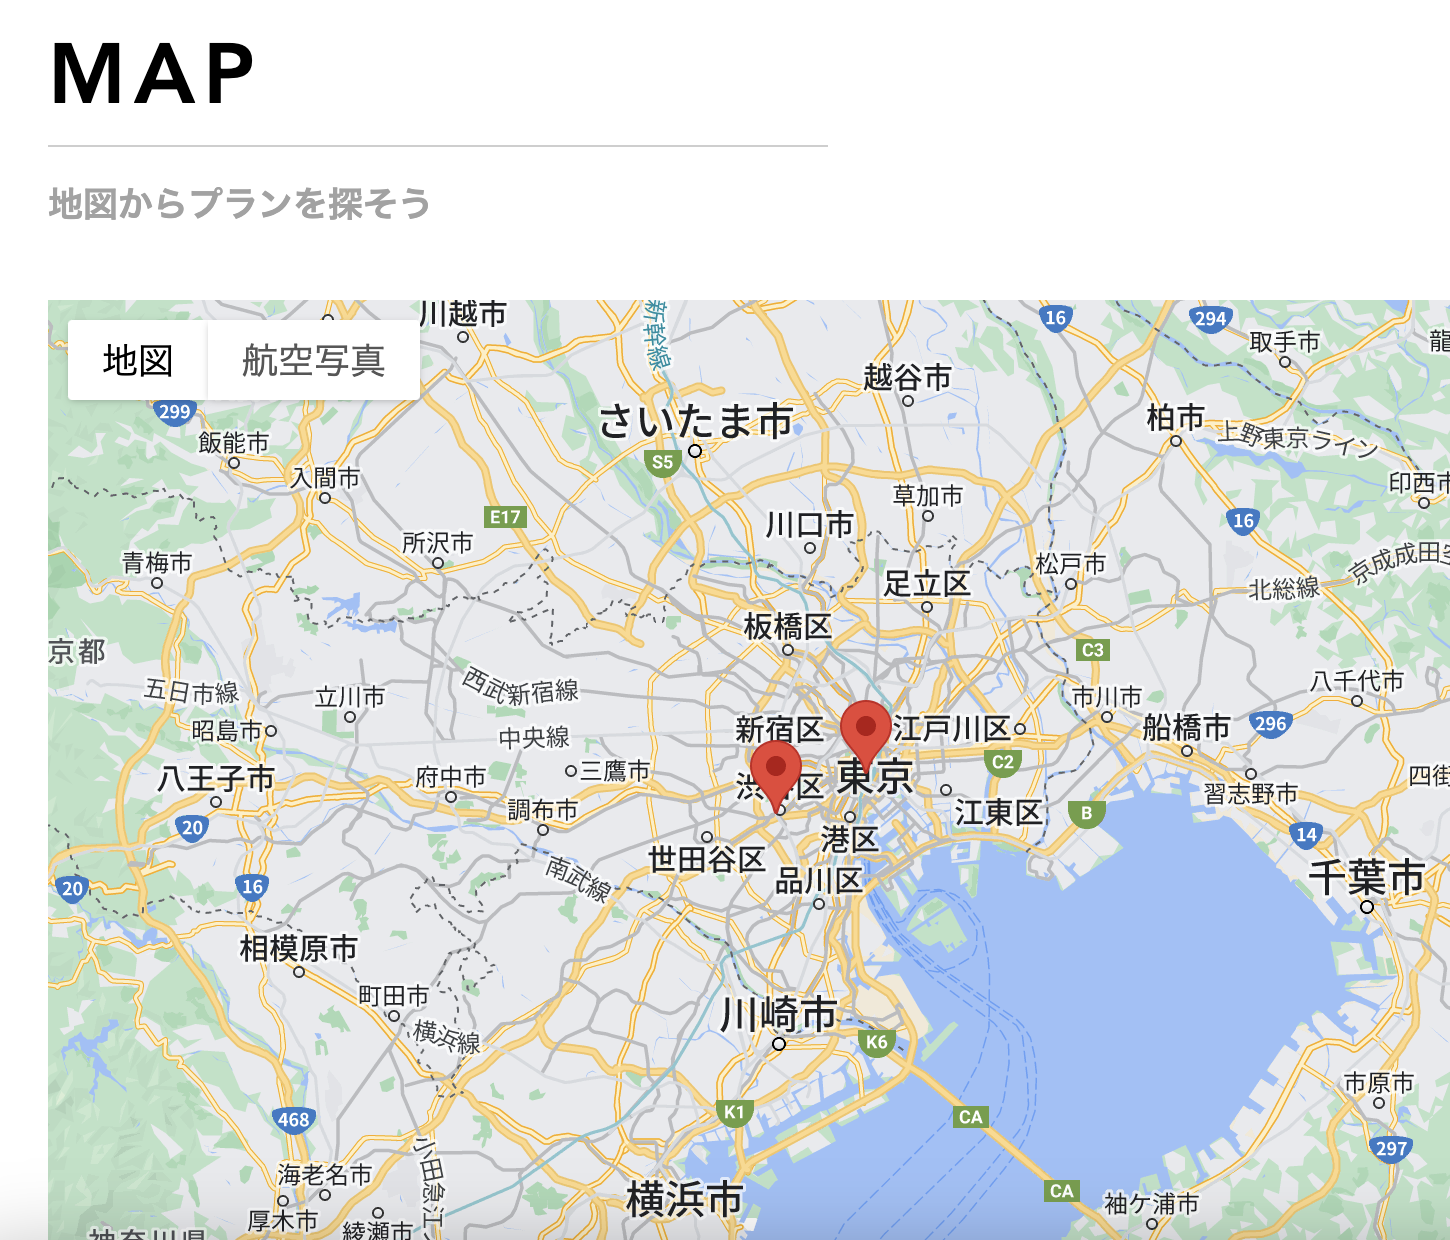 MAP
地図からプランを探そう
地図
航空写真
川越市
新幹線
16
294
取手市
越谷市
299
さいたま市
柏市
上野東京ライン
飯能市
S5
入間市
草加市
印西市
E17
川口市
16
所沢市
青梅市
松戸市
足立区
北総線
京成成田空
板橋区
京都
C3
西武新宿線
五日市線
立川市
市川市
八千代市
昭島市
中央線
新宿区
江戸川区
船橋市
296
三鷹市
C2
八王子市
府中市
東京
四街
区
習志野市
調布市
江東区
B
20
港区
14
世田谷区
南武線
品川区
千葉市
20
16
相模原市
町田市
川崎市
横浜線
K6
市原市
K1
CA
468
小田急江
297
海老名市
横浜市
CA
袖ケ浦市
厚木市
綾瀬市
神奈川県